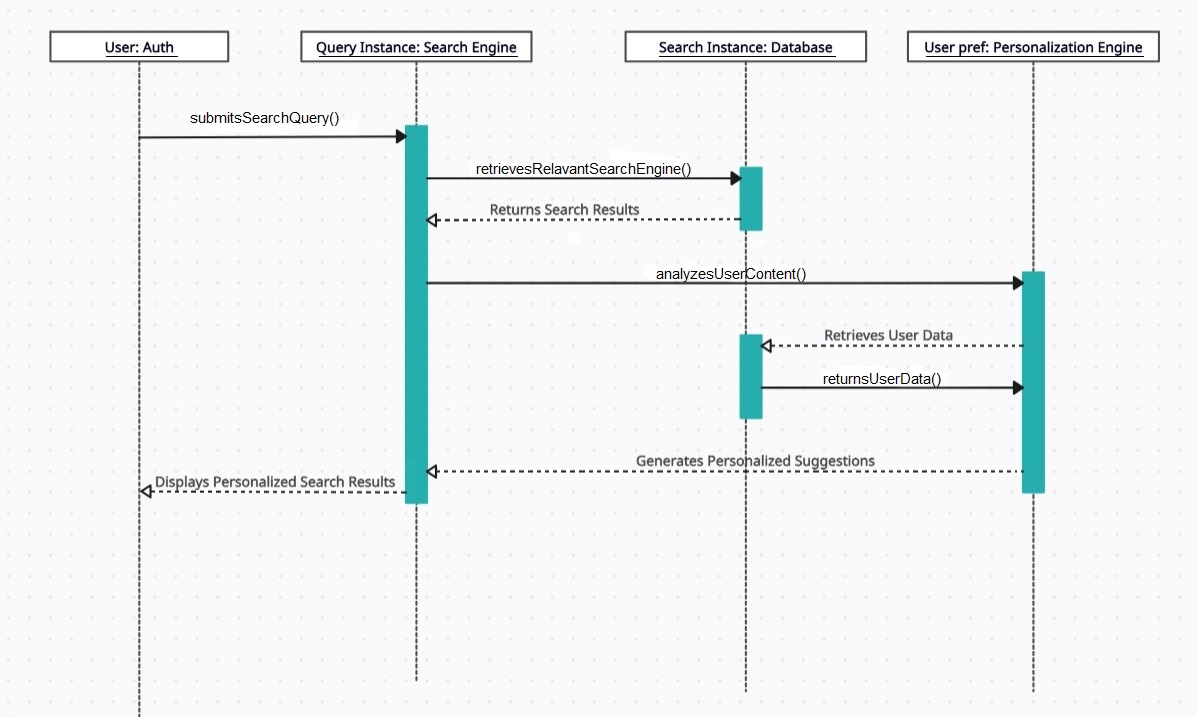 User: Auth
Query Instance: Search Engine
Search Instance: Database
User pref: Personalization Engine
submitsSearchQuery()
retrievesRelavantSearchEngine()
Returns Search Results
analyzesUserContent()
Retrieves User Data
returnsUserData()
Generates Personalized Suggestions
Displays Personalized Search Results